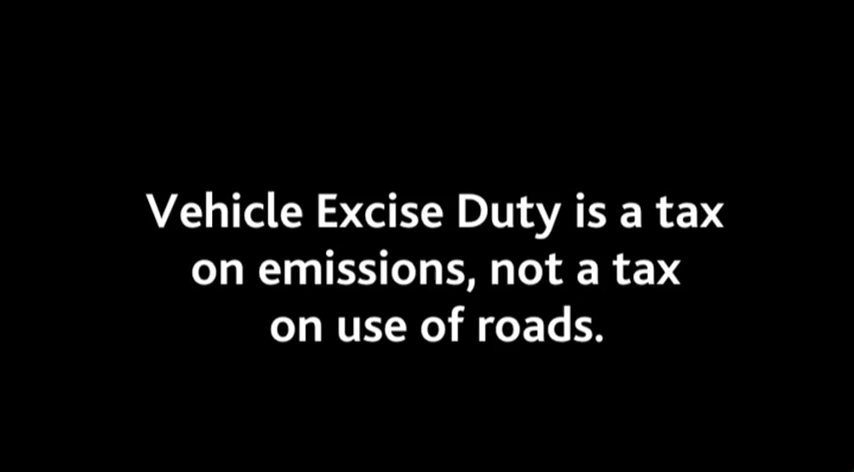 Vehicle Excise Duty is a tax
on emissions, not a tax
on use of roads.